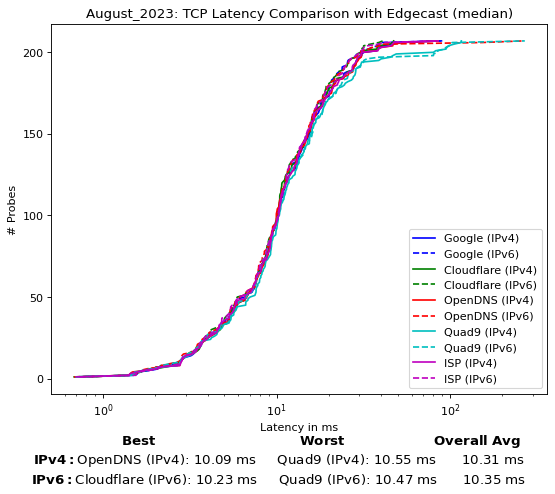 August_2023: TCP Latency Comparison with Edgecast (median)
200
150
100
50
0
# Probes
10^0
10^1
10^2
Latency in ms
Google (IPv4)
Google (IPv6)
Cloudflare (IPv4)
Cloudflare (IPv6)
OpenDNS (IPv4)
OpenDNS (IPv6)
Quad9 (IPv4)
Quad9 (IPv6)
ISP (IPv4)
ISP (IPv6)
Best Worst Overall Avg
IPv4: OpenDNS (IPv4): 10.09 ms Quad9 (IPv4): 10.55 ms 10.31 ms
IPv6: Cloudflare (IPv6): 10.23 ms Quad9 (IPv6): 10.47 ms 10.35 ms